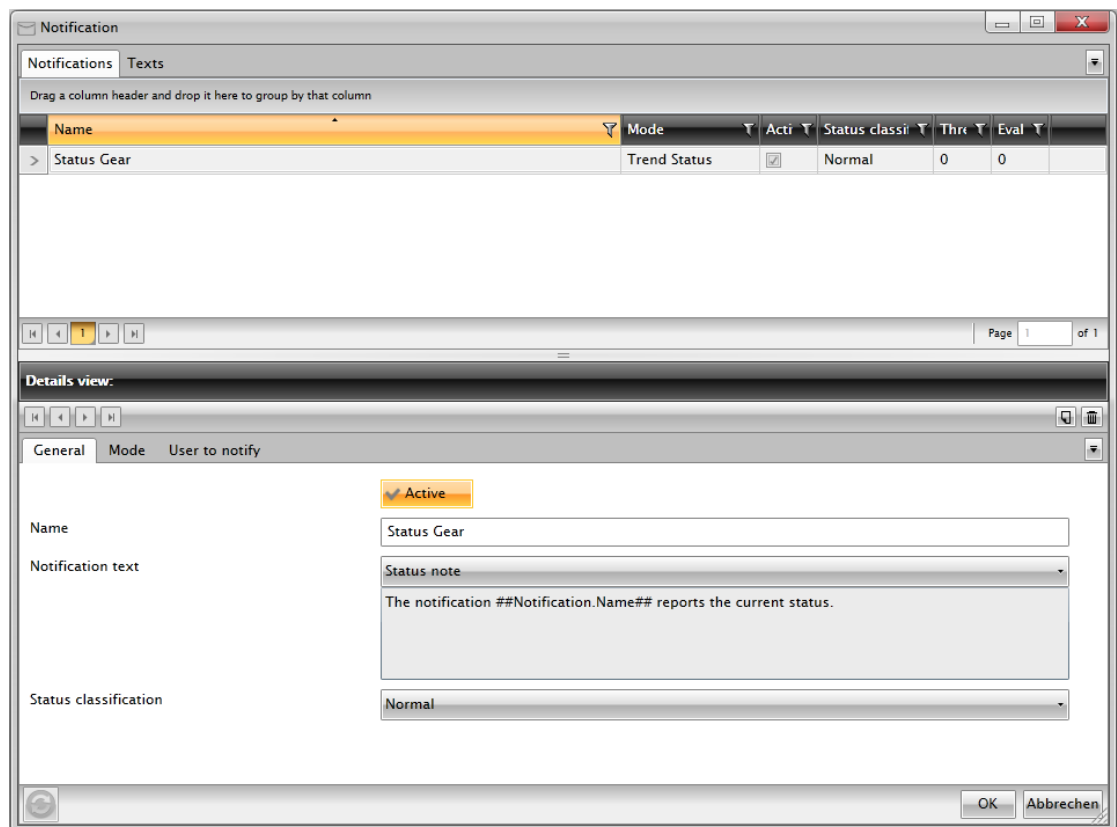 Notification
Notifications Texts
Drag a column header and drop it here to group by that column
Name Mode Acti Status classi Thre Eval
Status Gear Trend Status Normal 0 0
1 Page 1 of 1
Details view:
General Mode User to notify
Active
Name Status Gear
Notification text Status note
The notification ##Notification.Name## reports the current status.
Status classification Normal
OK Abbrechen